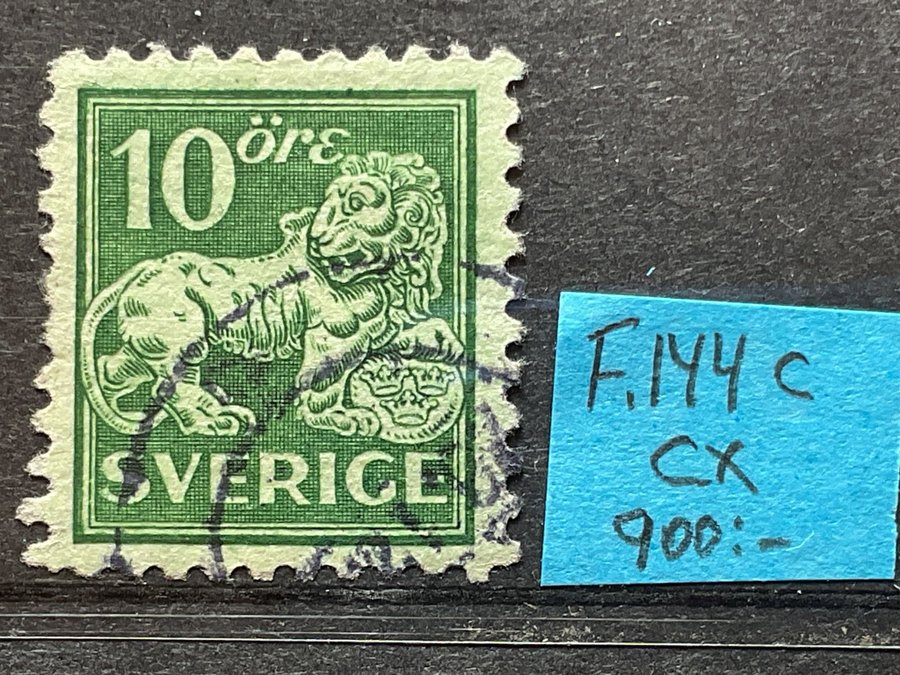 10 öre
SVERIGE
F.144 c
cx
900:-